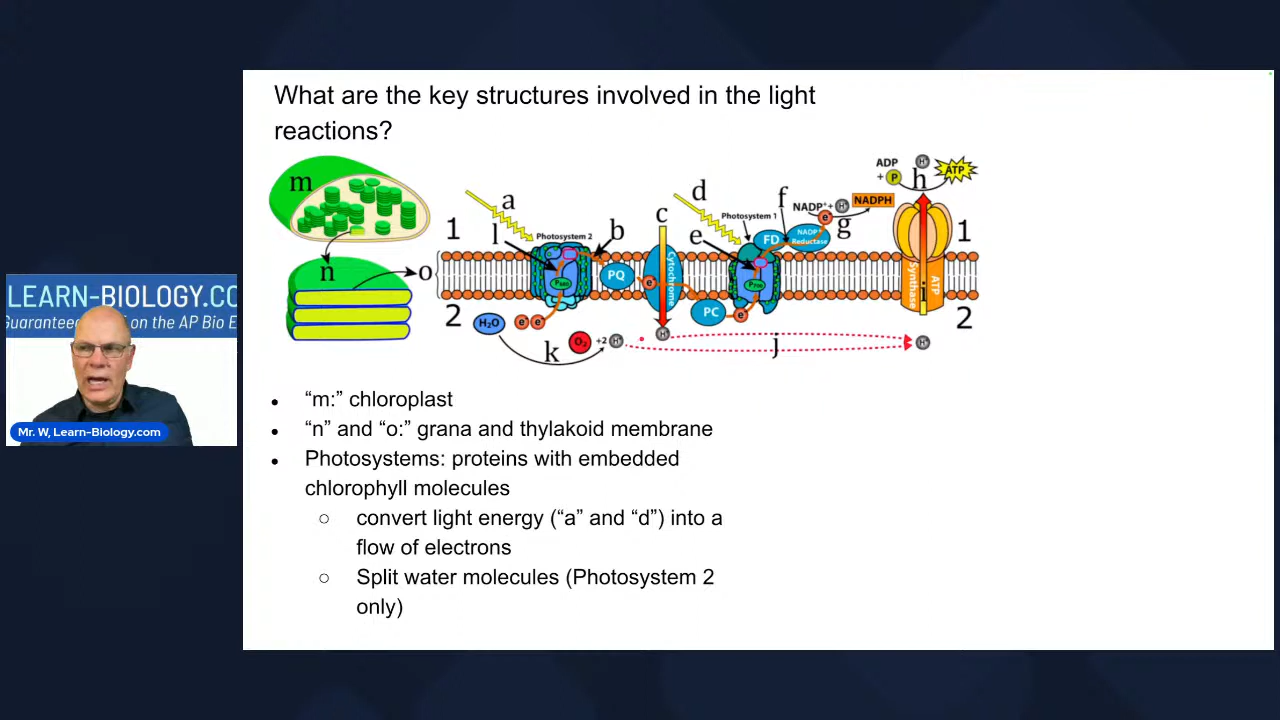 What are the key structures involved in the light
reactions?
m
n
o
1
2
a
l
Photosystem 2
b
PQ
c
Cytochrome
e
PC
e
d
e
Photosystem 1
f
FD
NADP
Reductase
NADP+ + H+
e
g
NADPH
ADP
+ P
H+
h
ATP
ATP
Synthase
1
2
P680
P700
H2O
e e
k
O2 +2 H+
H+
j
H+
LEARN-BIOLOGY.CO
Guarantee on the AP Bio E
Mr. W, Learn-Biology.com
• “m:” chloroplast
• “n” and “o:” grana and thylakoid membrane
• Photosystems: proteins with embedded
chlorophyll molecules
○ convert light energy (“a” and “d”) into a
flow of electrons
○ Split water molecules (Photosystem 2
only)